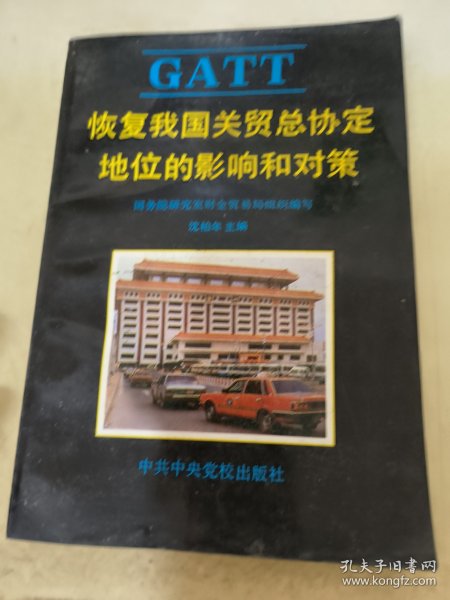 GATT
恢复我国关贸总协定
地位的影响和对策
国务院研究室财金贸易局组织编写
沈柏年 主编
中共中央党校出版社
孔夫子旧书网
www.kongfz.com